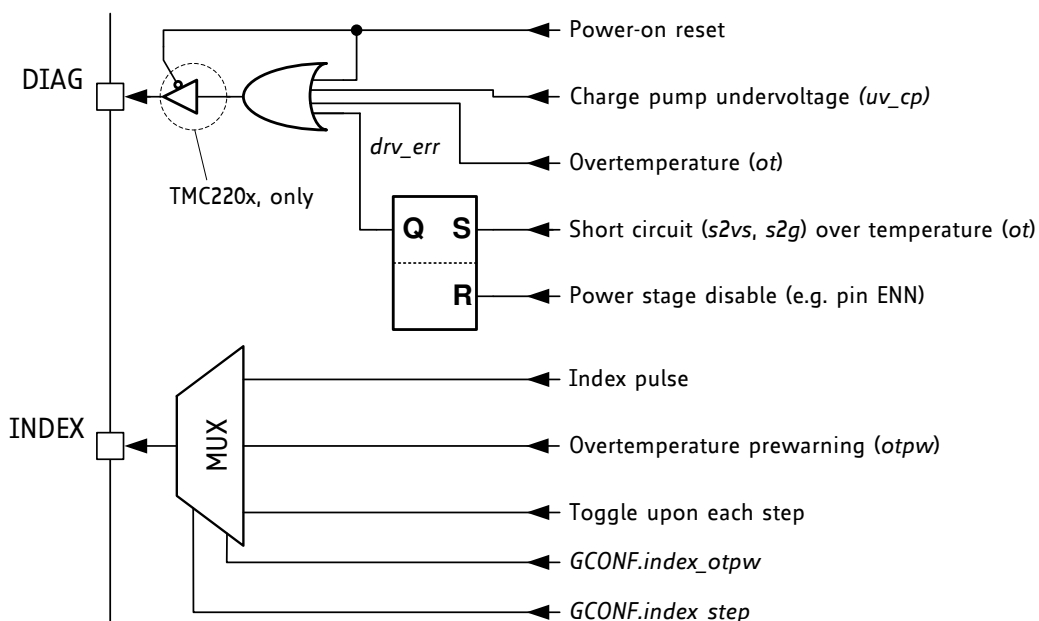 Power-on reset
DIAG
Charge pump undervoltage (uv_cp)
drv_err
Overtemperature (ot)
TMC220x, only
Q S
Short circuit (s2vs, s2g) over temperature (ot)
R
Power stage disable (e.g. pin ENN)
Index pulse
INDEX
MUX
Overtemperature prewarning (otpw)
Toggle upon each step
GCONF.index_otpw
GCONF.index step